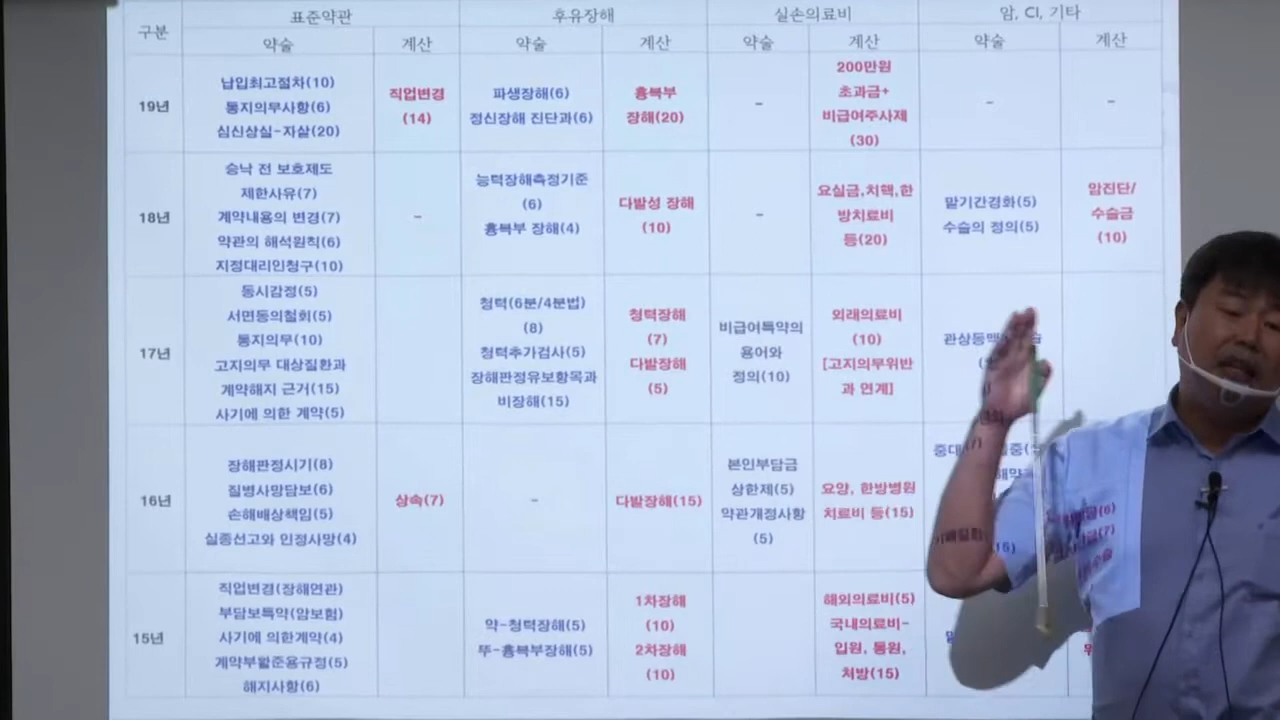 구분
표준약관
후유장해
실손의료비
암, CI, 기타
약술
계산
약술
계산
약술
계산
약술
계산
19년
납입최고절차(10)
통지의무사항(6)
심신상실-자살(20)
직업변경
(14)
파생장해(6)
정신장해 진단과(6)
흉복부
장해(20)
-
200만원
초과금+
비급여주사제
(30)
-
-
18년
승낙 전 보호제도
제한사유(7)
계약내용의 변경(7)
약관의 해석원칙(6)
지정대리인청구(10)
-
능력장해측정기준
(6)
흉복부 장해(4)
다발성 장해
(10)
-
요실금,치핵,한
방치료비
등(20)
말기간경화(5)
수술의 정의(5)
암진단/
수술금
(10)
17년
동시감정(5)
서면동의철회(5)
통지의무(10)
고지의무 대상질환과
계약해지 근거(15)
사기에 의한 계약(5)
청력(6분/4분법)
(8)
청력추가검사(5)
장해판정유보항목과
비장해(15)
청력장해
(7)
다발장해
(5)
비급여특약의
용어와
정의(10)
외래의료비
(10)
[고지의무위반
과 연계]
16년
장해판정시기(8)
질병사망담보(6)
손해배상책임(5)
실종선고와 인정사망(4)
상속(7)
-
다발장해(15)
본인부담금
상한제(5)
약관개정사항
(5)
요양, 한방병원
치료비 등(15)
15년
직업변경(장해연관)
부담보특약(암보험)
사기에 의한계약(4)
계약부활준용규정(5)
해지사항(6)
약-청력장해(5)
뚜-흉복부장해(5)
1차장해
(10)
2차장해
(10)
해외의료비(5)
국내의료비-
입원, 통원,
처방(15)